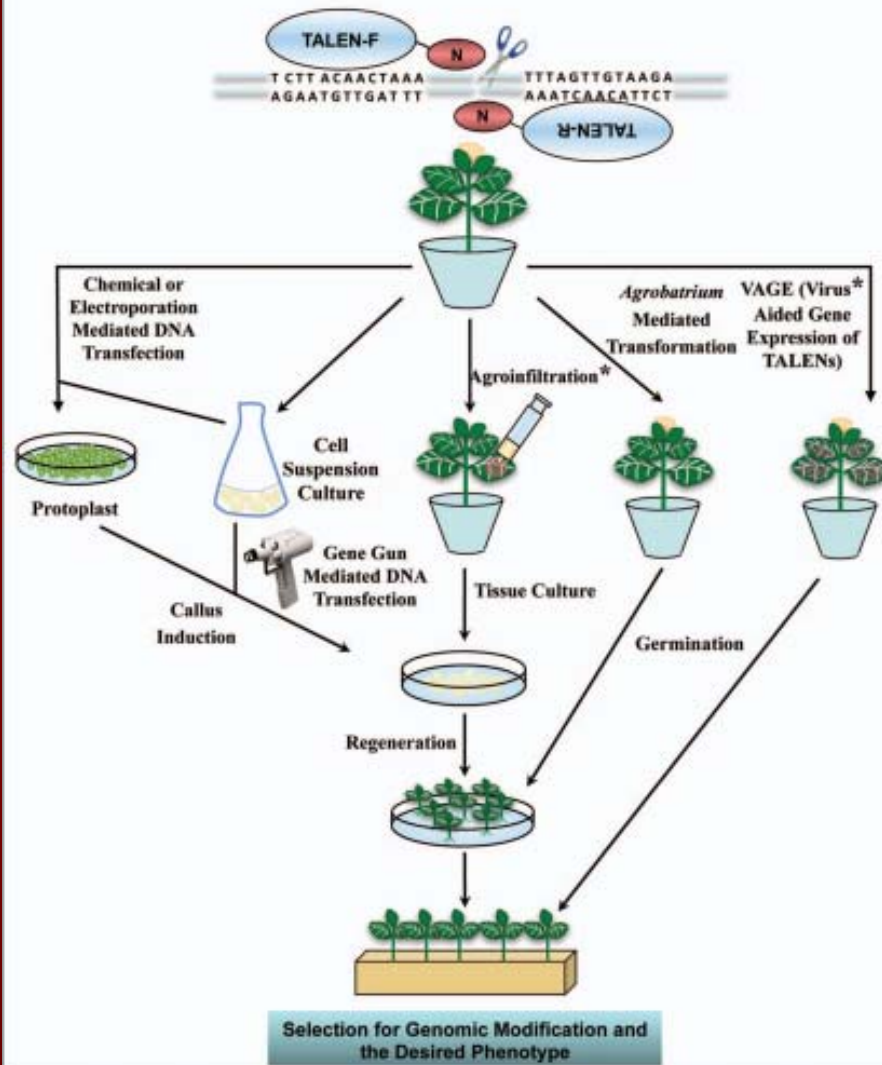 TALEN-F
N
T CTT ACAACTAAA
TTTAGTTGTAAGA
AGAATGTTGAT TT
AAATCAACATTCT
N
TALEN-R
Chemical or
Electroporation
Mediated DNA
Transfection
Agrobatrium
Mediated
Transformation
VAGE (Virus*
Aided Gene
Expression of
TALENs)
Agroinfiltration*
Cell
Suspension
Culture
Protoplast
Gene Gun
Mediated DNA
Transfection
Callus
Induction
Tissue Culture
Germination
Regeneration
Selection for Genomic Modification and
the Desired Phenotype